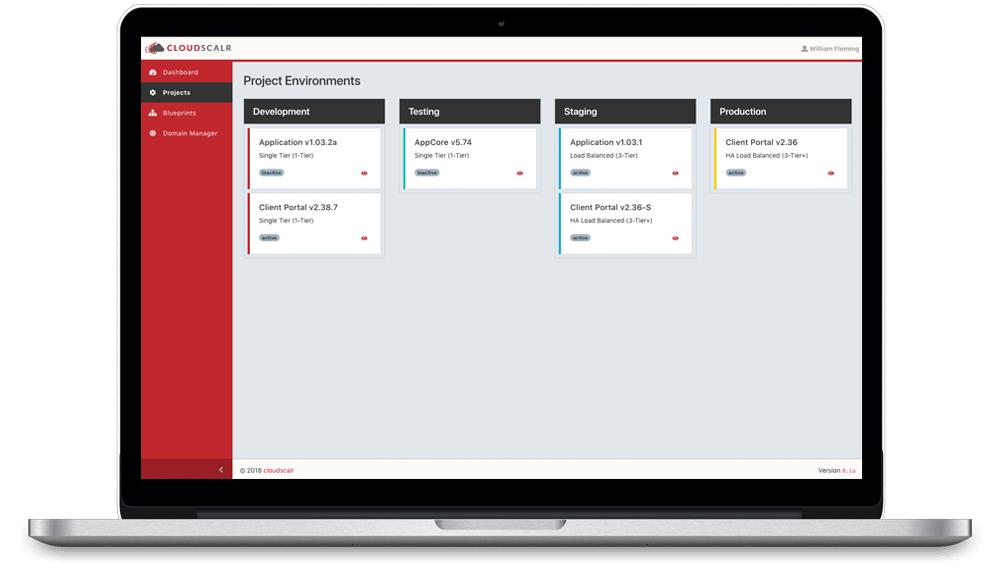 CLOUDSCALR
William Fleming
Dashboard
Projects
Blueprints
Domain Manager
Project Environments
Development
Application v1.03.2a
Single Tier (1-Tier)
inactive
Client Portal v2.38.7
Single Tier (1-Tier)
active
Testing
AppCore v5.74
Single Tier (1-Tier)
inactive
Staging
Application v1.03.1
Load Balanced (3-Tier)
active
Client Portal v2.36-S
HA Load Balanced (3-Tier+)
active
Production
Client Portal v2.36
HA Load Balanced (3-Tier+)
active
© 2018 cloudscalr
Version 0.1a